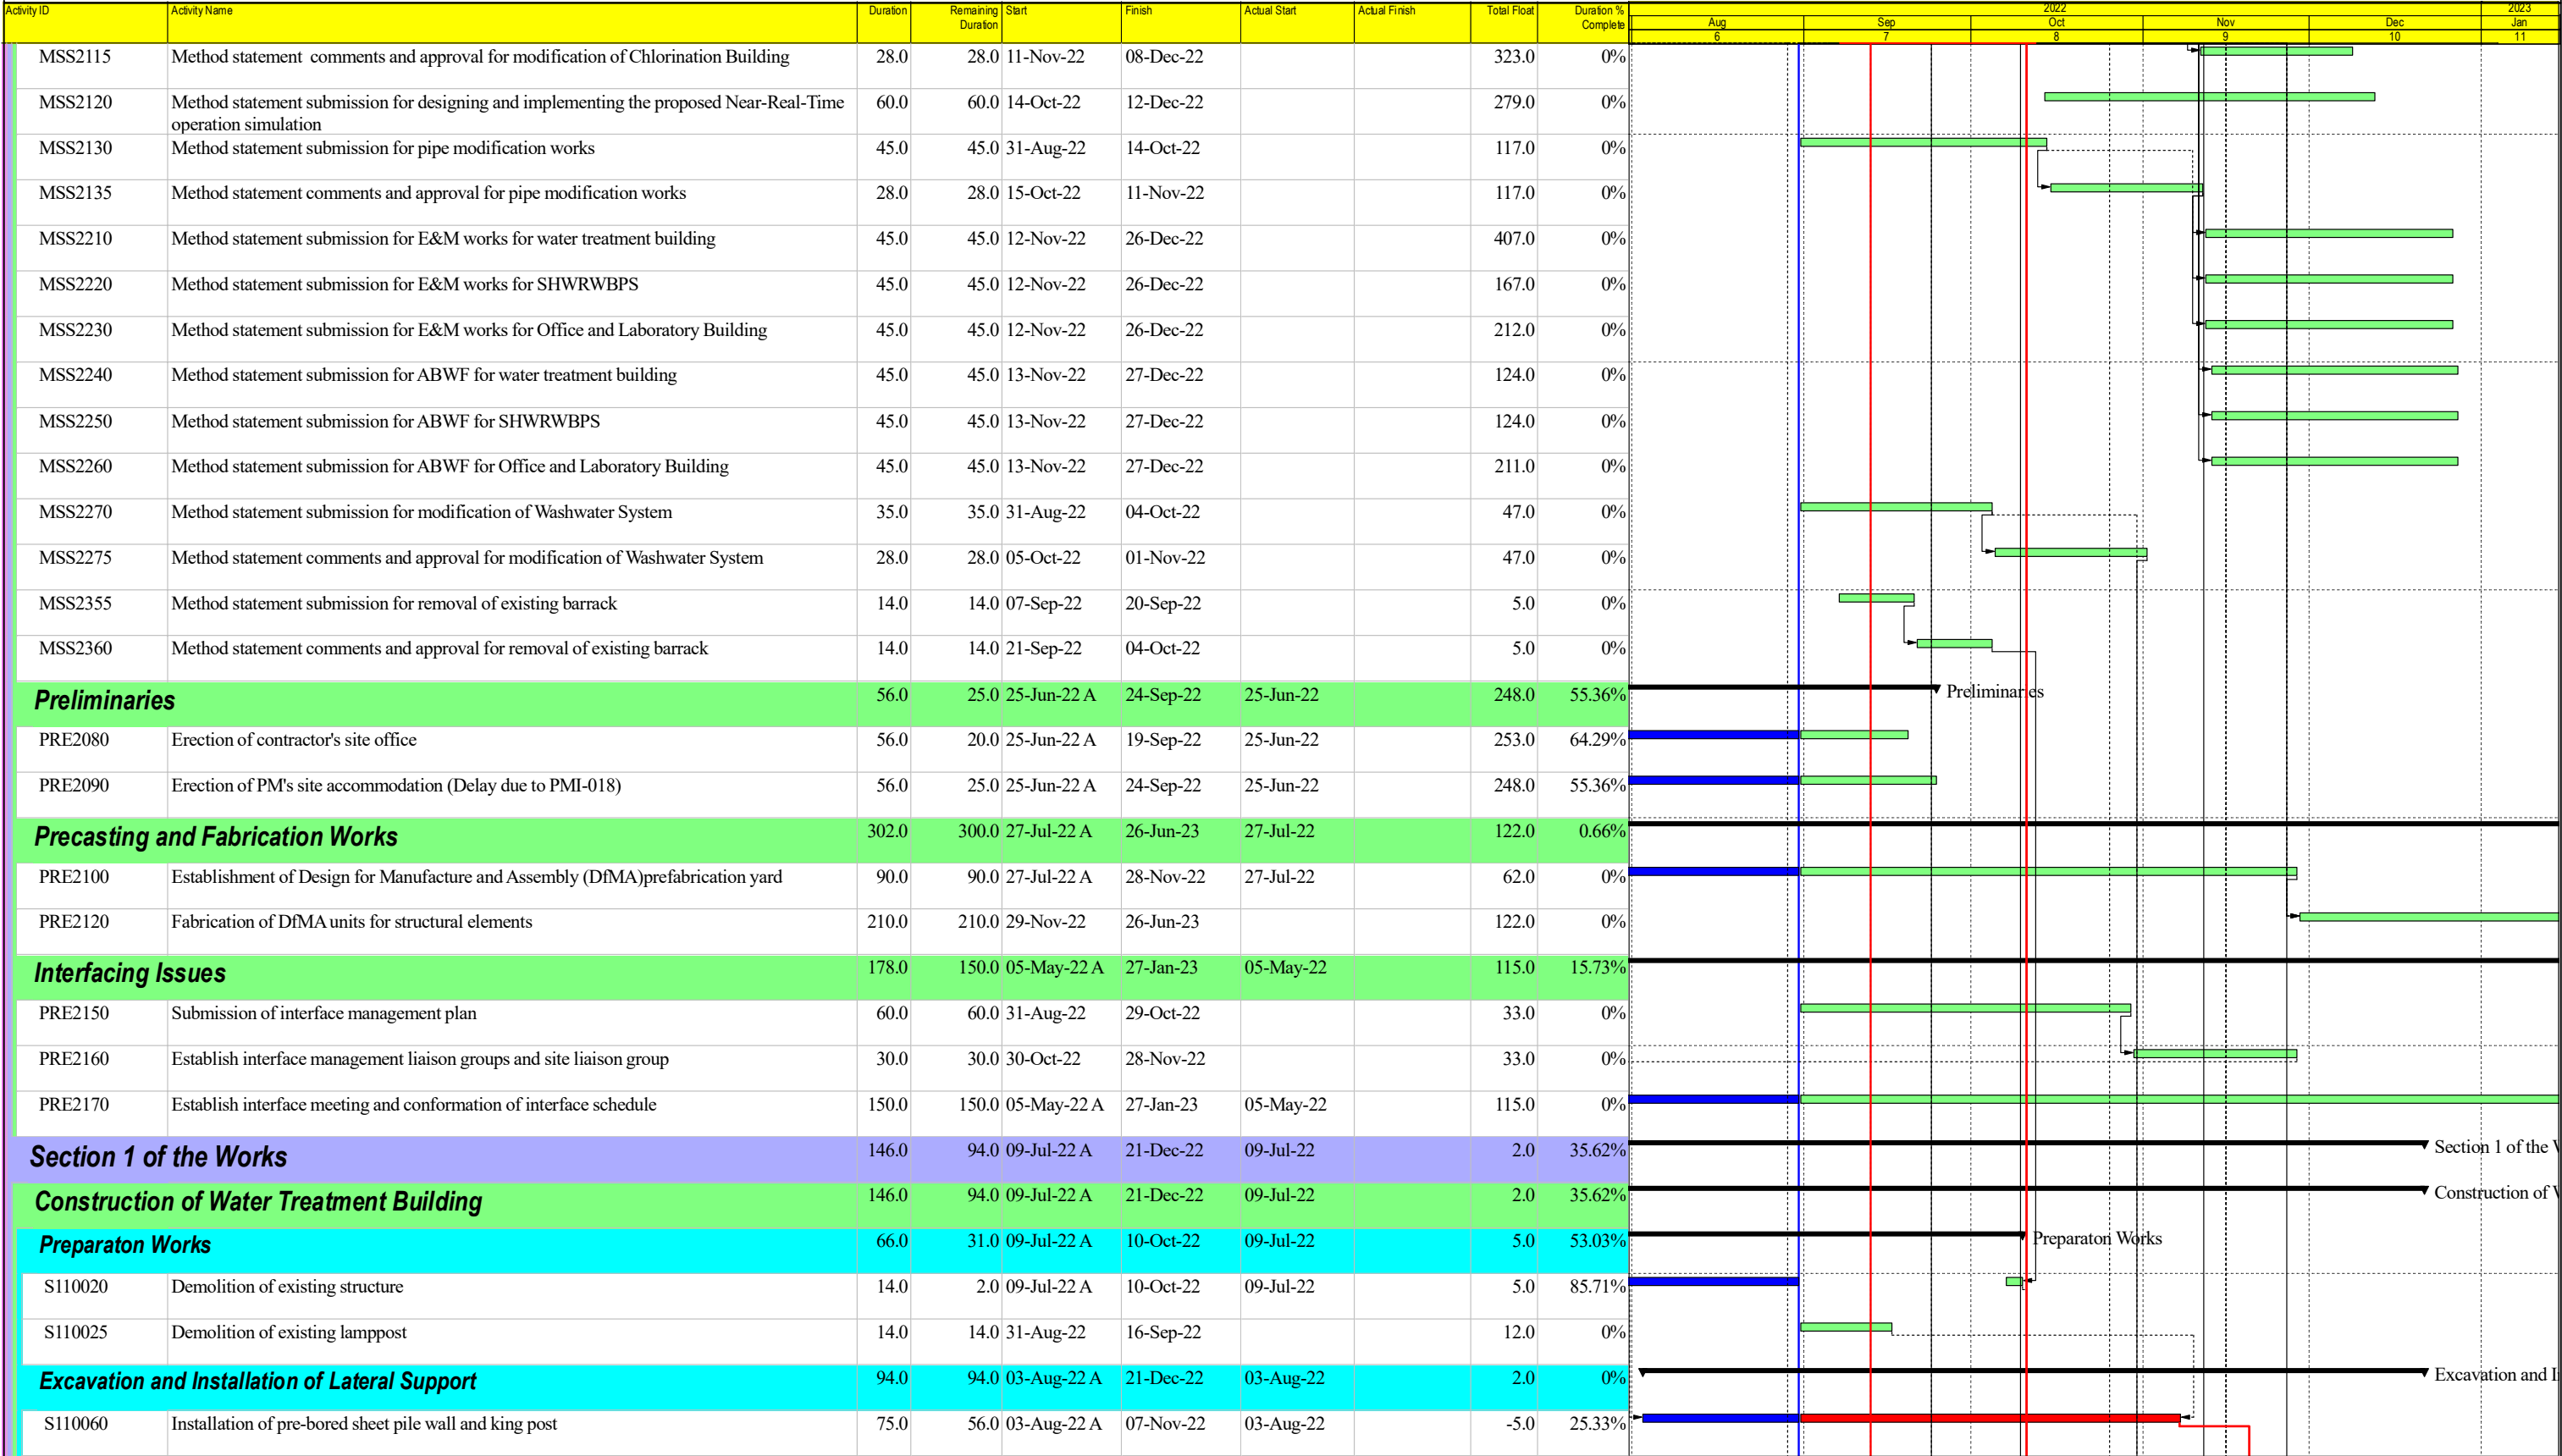 Activity ID Activity Name Duration Remaining Duration Start Finish Actual Start Actual Finish Total Float Duration % Complete 2022 2023
Aug Sep Oct Nov Dec Jan
6 7 8 9 10 11
MSS2115 Method statement comments and approval for modification of Chlorination Building 28.0 28.0 11-Nov-22 08-Dec-22 323.0 0%
MSS2120 Method statement submission for designing and implementing the proposed Near-Real-Time 60.0 60.0 14-Oct-22 12-Dec-22 279.0 0%
operation simulation
MSS2130 Method statement submission for pipe modification works 45.0 45.0 31-Aug-22 14-Oct-22 117.0 0%
MSS2135 Method statement comments and approval for pipe modification works 28.0 28.0 15-Oct-22 11-Nov-22 117.0 0%
MSS2210 Method statement submission for E&M works for water treatment building 45.0 45.0 12-Nov-22 26-Dec-22 407.0 0%
MSS2220 Method statement submission for E&M works for SHWRWBPS 45.0 45.0 12-Nov-22 26-Dec-22 167.0 0%
MSS2230 Method statement submission for E&M works for Office and Laboratory Building 45.0 45.0 12-Nov-22 26-Dec-22 212.0 0%
MSS2240 Method statement submission for ABWF for water treatment building 45.0 45.0 13-Nov-22 27-Dec-22 124.0 0%
MSS2250 Method statement submission for ABWF for SHWRWBPS 45.0 45.0 13-Nov-22 27-Dec-22 124.0 0%
MSS2260 Method statement submission for ABWF for Office and Laboratory Building 45.0 45.0 13-Nov-22 27-Dec-22 211.0 0%
MSS2270 Method statement submission for modification of Washwater System 35.0 35.0 31-Aug-22 04-Oct-22 47.0 0%
MSS2275 Method statement comments and approval for modification of Washwater System 28.0 28.0 05-Oct-22 01-Nov-22 47.0 0%
MSS2355 Method statement submission for removal of existing barrack 14.0 14.0 07-Sep-22 20-Sep-22 5.0 0%
MSS2360 Method statement comments and approval for removal of existing barrack 14.0 14.0 21-Sep-22 04-Oct-22 5.0 0%
Preliminaries 56.0 25.0 25-Jun-22 A 24-Sep-22 25-Jun-22 248.0 55.36% Preliminaries
PRE2080 Erection of contractor's site office 56.0 20.0 25-Jun-22 A 19-Sep-22 25-Jun-22 253.0 64.29%
PRE2090 Erection of PM's site accommodation (Delay due to PMI-018) 56.0 25.0 25-Jun-22 A 24-Sep-22 25-Jun-22 248.0 55.36%
Precasting and Fabrication Works 302.0 300.0 27-Jul-22 A 26-Jun-23 27-Jul-22 122.0 0.66%
PRE2100 Establishment of Design for Manufacture and Assembly (DfMA)prefabrication yard 90.0 90.0 27-Jul-22 A 28-Nov-22 27-Jul-22 62.0 0%
PRE2120 Fabrication of DfMA units for structural elements 210.0 210.0 29-Nov-22 26-Jun-23 122.0 0%
Interfacing Issues 178.0 150.0 05-May-22 A 27-Jan-23 05-May-22 115.0 15.73%
PRE2150 Submission of interface management plan 60.0 60.0 31-Aug-22 29-Oct-22 33.0 0%
PRE2160 Establish interface management liaison groups and site liaison group 30.0 30.0 30-Oct-22 28-Nov-22 33.0 0%
PRE2170 Establish interface meeting and conformation of interface schedule 150.0 150.0 05-May-22 A 27-Jan-23 05-May-22 115.0 0%
Section 1 of the Works 146.0 94.0 09-Jul-22 A 21-Dec-22 09-Jul-22 2.0 35.62% Section 1 of the
Construction of Water Treatment Building 146.0 94.0 09-Jul-22 A 21-Dec-22 09-Jul-22 2.0 35.62% Construction of
Preparaton Works 66.0 31.0 09-Jul-22 A 10-Oct-22 09-Jul-22 5.0 53.03% Preparaton Works
S110020 Demolition of existing structure 14.0 2.0 09-Jul-22 A 10-Oct-22 09-Jul-22 5.0 85.71%
S110025 Demolition of existing lamppost 14.0 14.0 31-Aug-22 16-Sep-22 12.0 0%
Excavation and Installation of Lateral Support 94.0 94.0 03-Aug-22 A 21-Dec-22 03-Aug-22 2.0 0% Excavation and
S110060 Installation of pre-bored sheet pile wall and king post 75.0 56.0 03-Aug-22 A 07-Nov-22 03-Aug-22 -5.0 25.33%